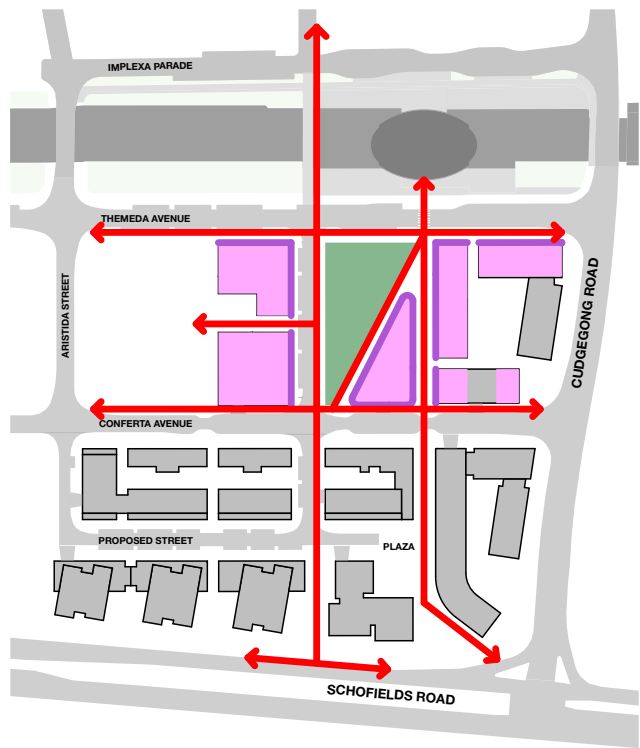 IMPLEXA PARADE
THEMEDA AVENUE
ARISTIDA STREET
CUDGEGONG ROAD
CONFERTA AVENUE
PROPOSED STREET
PLAZA
SCHOFIELDS ROAD